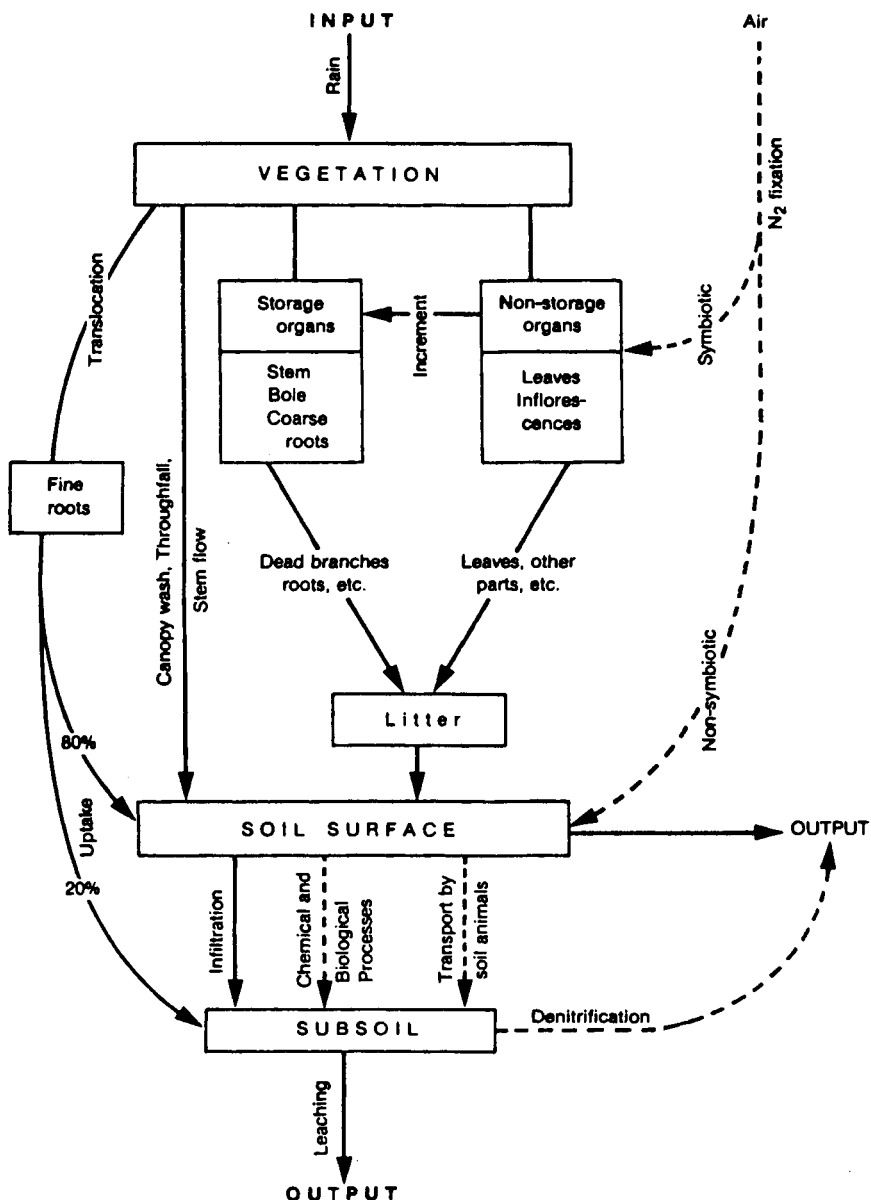 INPUT
Air
Rain
VEGETATION
N2 fixation
Translocation
Storage
organs
Increment
Non-storage
organs
Symbiotic
Stem
Bole
Coarse
roots
Leaves
Inflores-
cences
Fine
roots
Canopy wash, Throughfall,
Stem flow
Dead branches
roots, etc.
Leaves, other
parts, etc.
Non-symbiotic
Litter
80%
Uptake
20%
SOIL SURFACE
OUTPUT
Infiltration
Chemical and
Biological
Processes
Transport by
soil animals
SUBSOIL
Denitrification
Leaching
OUTPUT